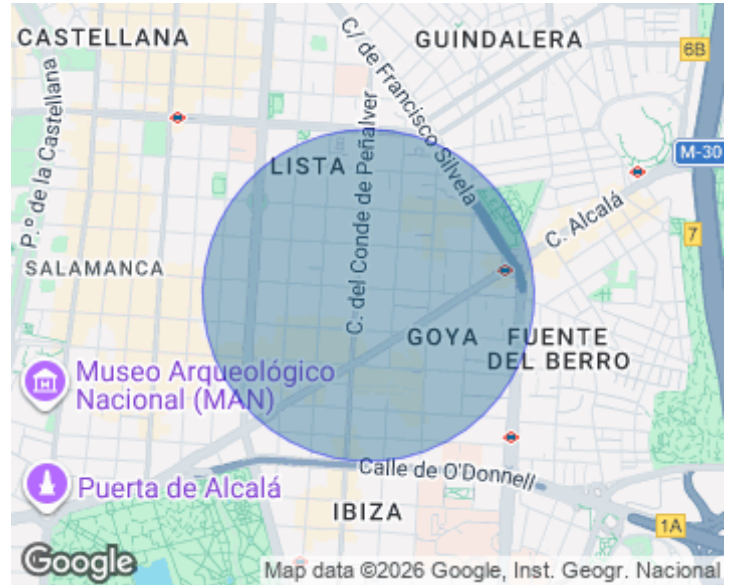 CASTELLANA
GUINDALERA
6B
C/ de Francisco Silvela
P.º de la Castellana
C. del Conde de Peñalver
M-30
LISTA
C. Alcalá
7
SALAMANCA
GOYA
FUENTE
DEL BERRO
Museo Arqueológico
Nacional (MAN)
Calle de O'Donnell
Puerta de Alcalá
IBIZA
1A
Google
Map data ©2026 Google, Inst. Geogr. Nacional